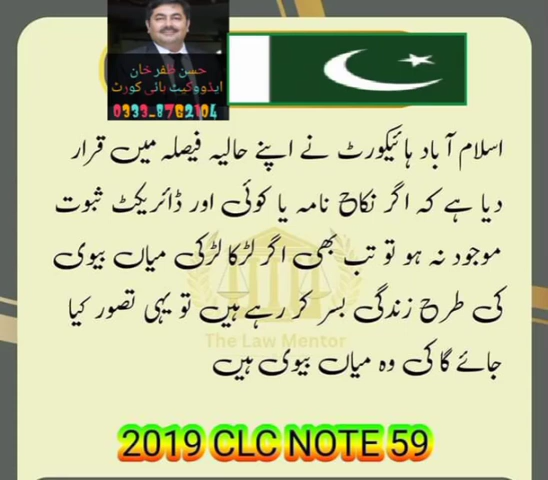 حسن ظفر خان
ایڈووکیٹ ہائی کورٹ
0333-8762104
اسلام آباد ہائیکورٹ نے اپنے حالیہ فیصلہ میں قرار
دیا ہے کہ اگر نکاح نامہ یا کوئی اور ڈائریکٹ ثبوت
موجود نہ ہو تو تب بھی اگر لڑکا لڑکی میاں بیوی
کی طرح زندگی بسر کر رہے ہیں تو یہی تصور کیا
The Law Mentor
جائے گا کی وہ میاں بیوی ہیں
2019 CLC NOTE 59